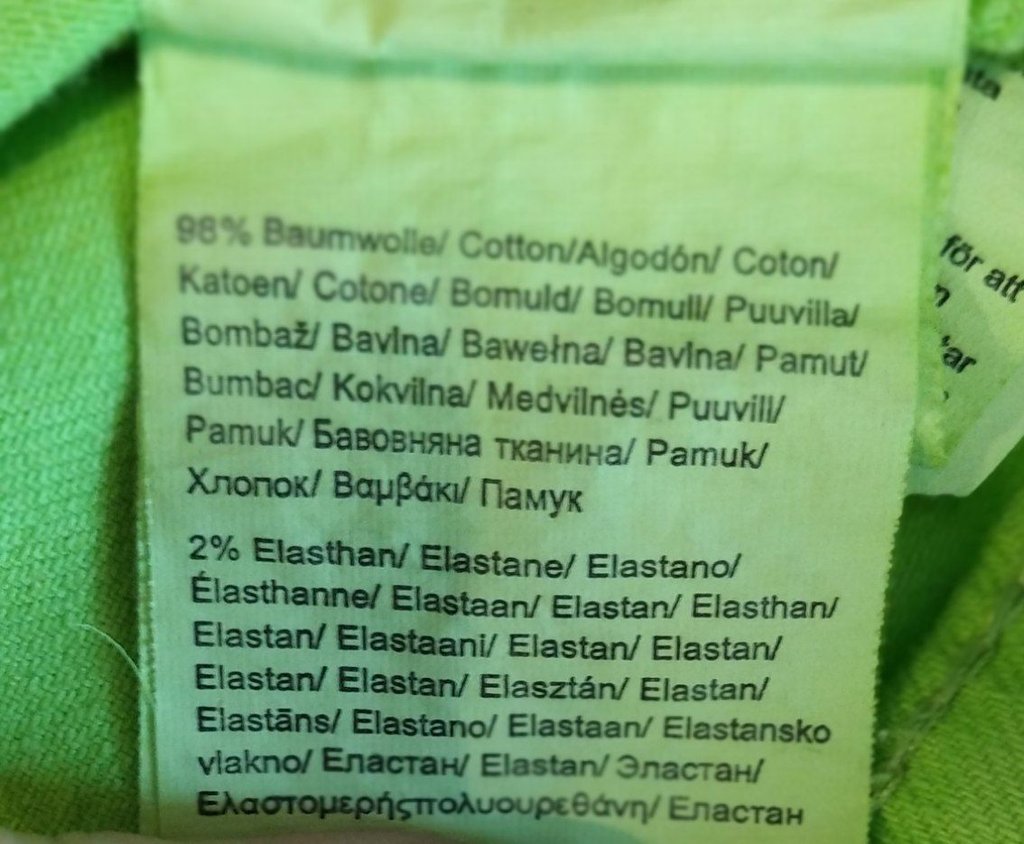 98% Baumwolle/ Cotton/Algodón/ Coton/
Katoen/ Cotone/ Bomuld/ Bomull/ Puuvilla/
Bombaž/ Bavlna/ Bawełna/ Bavlna/ Pamut/
Bumbac/ Kokvilna/ Medvilnės/ Puuvill/
Pamuk/ Бавовняна тканина/ Pamuk/
Хлопок/ Βαμβάκι/ Памук
2% Elasthan/ Elastane/ Elastano/
Élasthanne/ Elastaan/ Elastan/ Elasthan/
Elastan/ Elastaani/ Elastan/ Elastan/
Elastan/ Elastan/ Elasztán/ Elastan/
Elastāns/ Elastano/ Elastaan/ Elastansko
vlakno/ Еластан/ Elastan/ Эластан/
Ελαστομερήςπολυουρεθάνη/ Еластан
för att